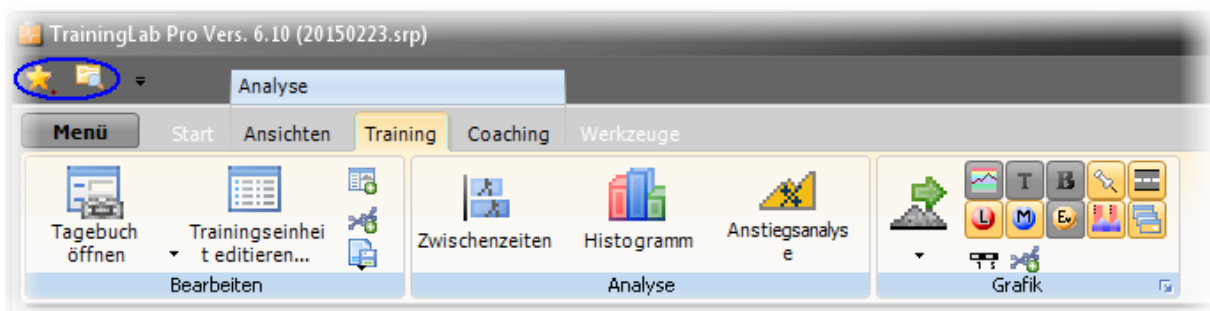 TrainingLab Pro Vers. 6.10 (20150223.srp)
Analyse
Menü Start Ansichten Training Coaching Werkzeuge
T B
L M Ev
Tagebuch
öffnen
Trainingseinhei
t editieren...
Zwischenzeiten
Histogramm
Anstiegsanalys
e
Bearbeiten Analyse Grafik